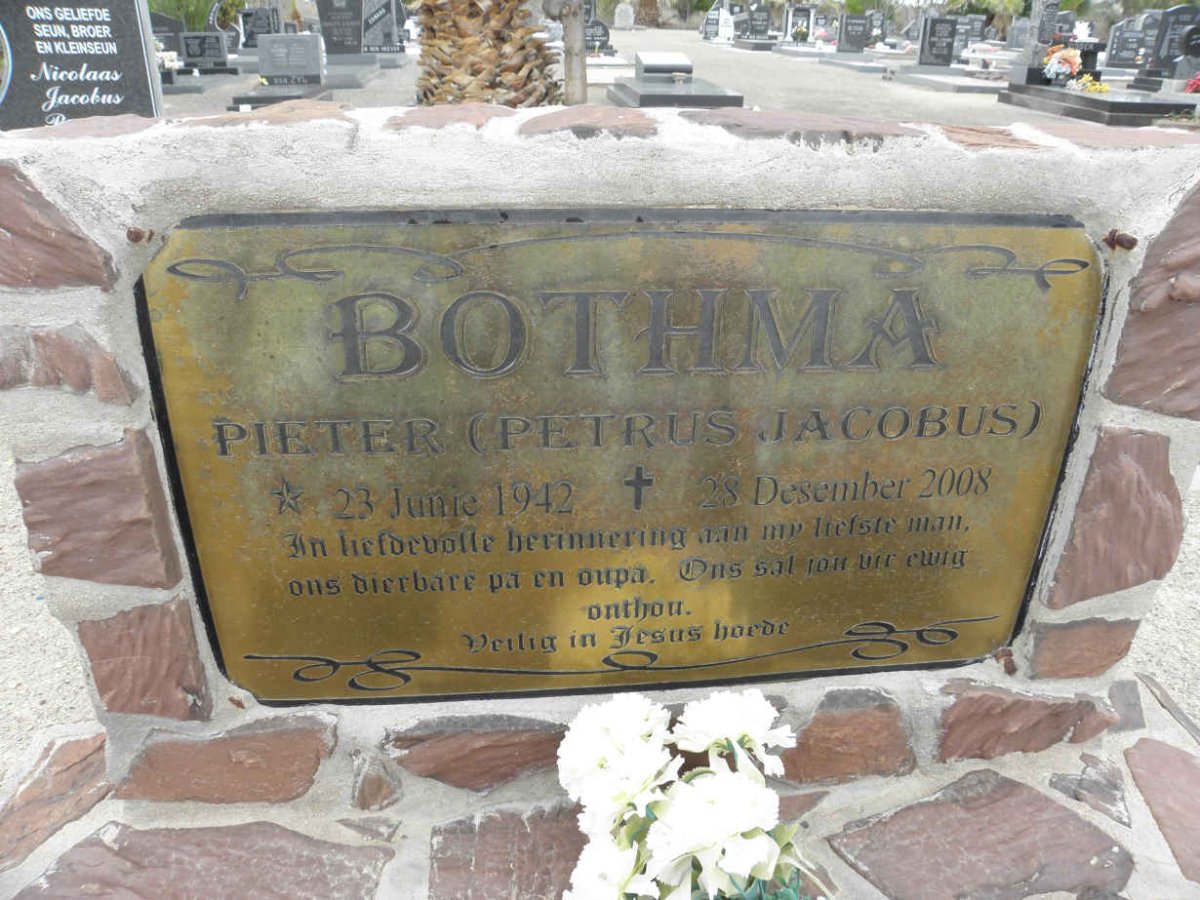 ONS GELIEFDE
SEUN, BROER
EN KLEINSEUN
Nicolaas
Jacobus
BOTHMA
PIETER (PETRUS JACOBUS)
23 Junie 1942 28 Desember 2008
In liefdevolle herinnering aan my liefste man,
ons dierbare pa en oupa. Ons sal jou vir ewig
onthou.
Veilig in Jesus hoede